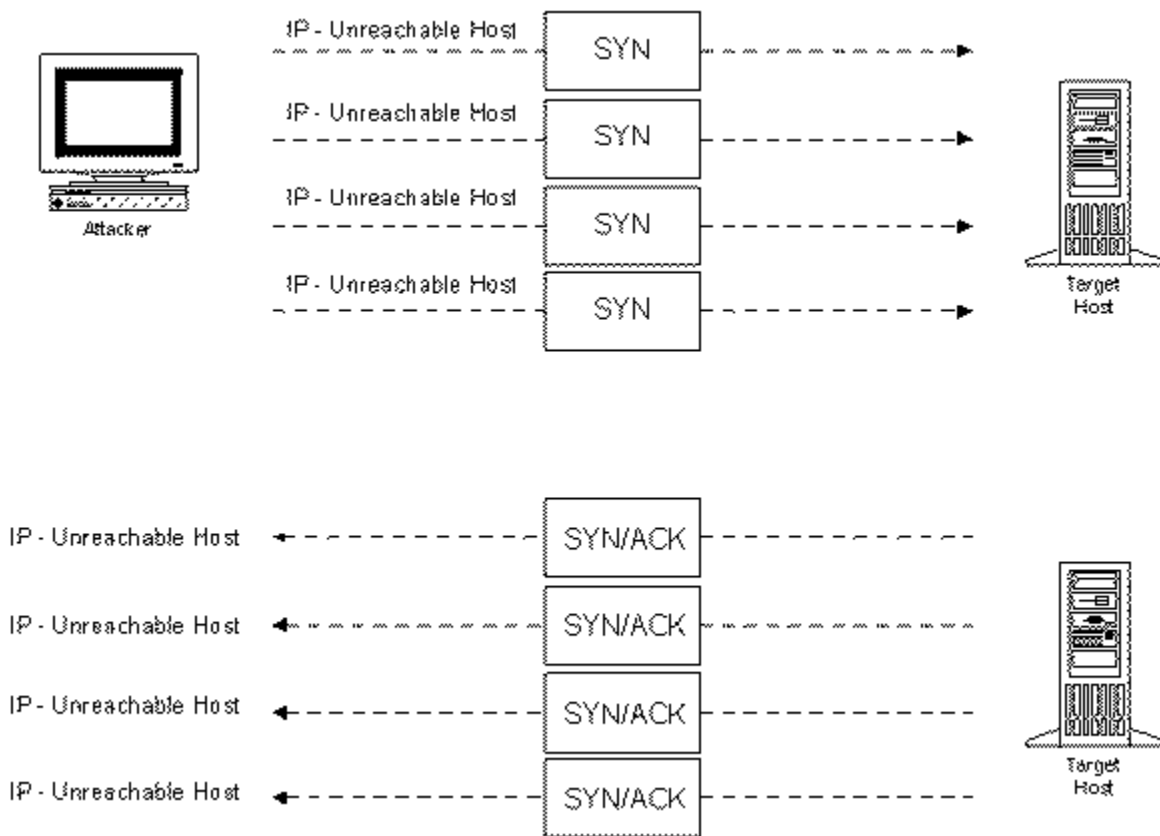 IP - Unreachable Host
SYN
IP - Unreachable Host
SYN
IP - Unreachable Host
SYN
IP - Unreachable Host
SYN
Attacker
Target
Host
IP - Unreachable Host
SYN/ACK
IP - Unreachable Host
SYN/ACK
IP - Unreachable Host
SYN/ACK
IP - Unreachable Host
SYN/ACK
Target
Host